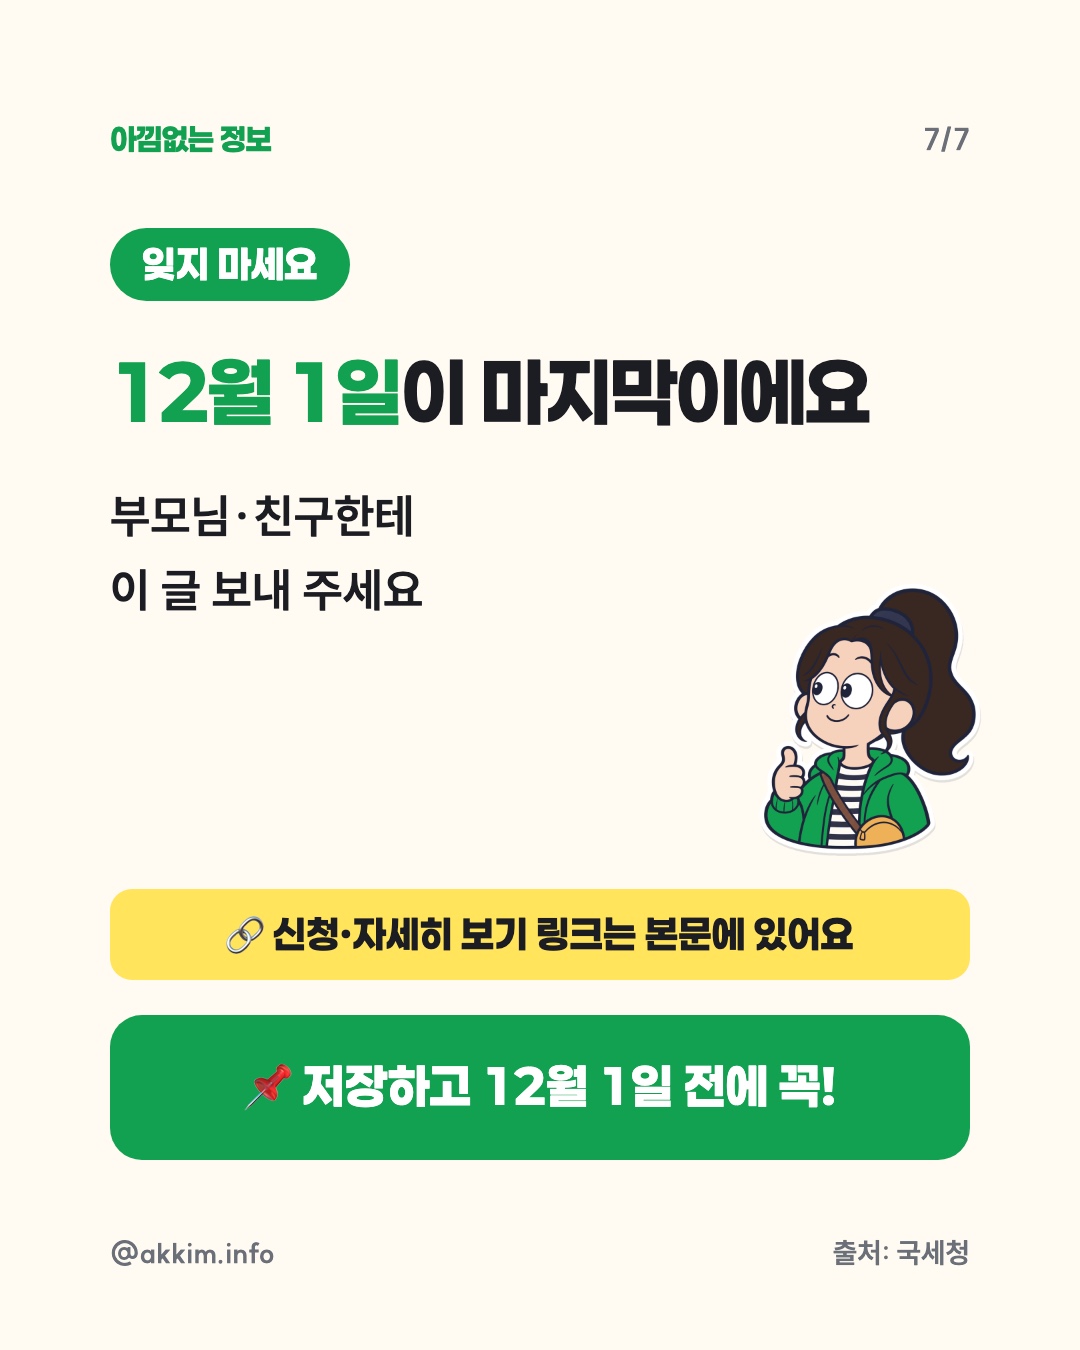 아낌없는 정보
7/7
잊지 마세요
12월 1일이 마지막이에요
부모님·친구한테
이 글 보내 주세요
🔗 신청·자세히 보기 링크는 본문에 있어요
📌 저장하고 12월 1일 전에 꼭!
@akkim.info
출처: 국세청